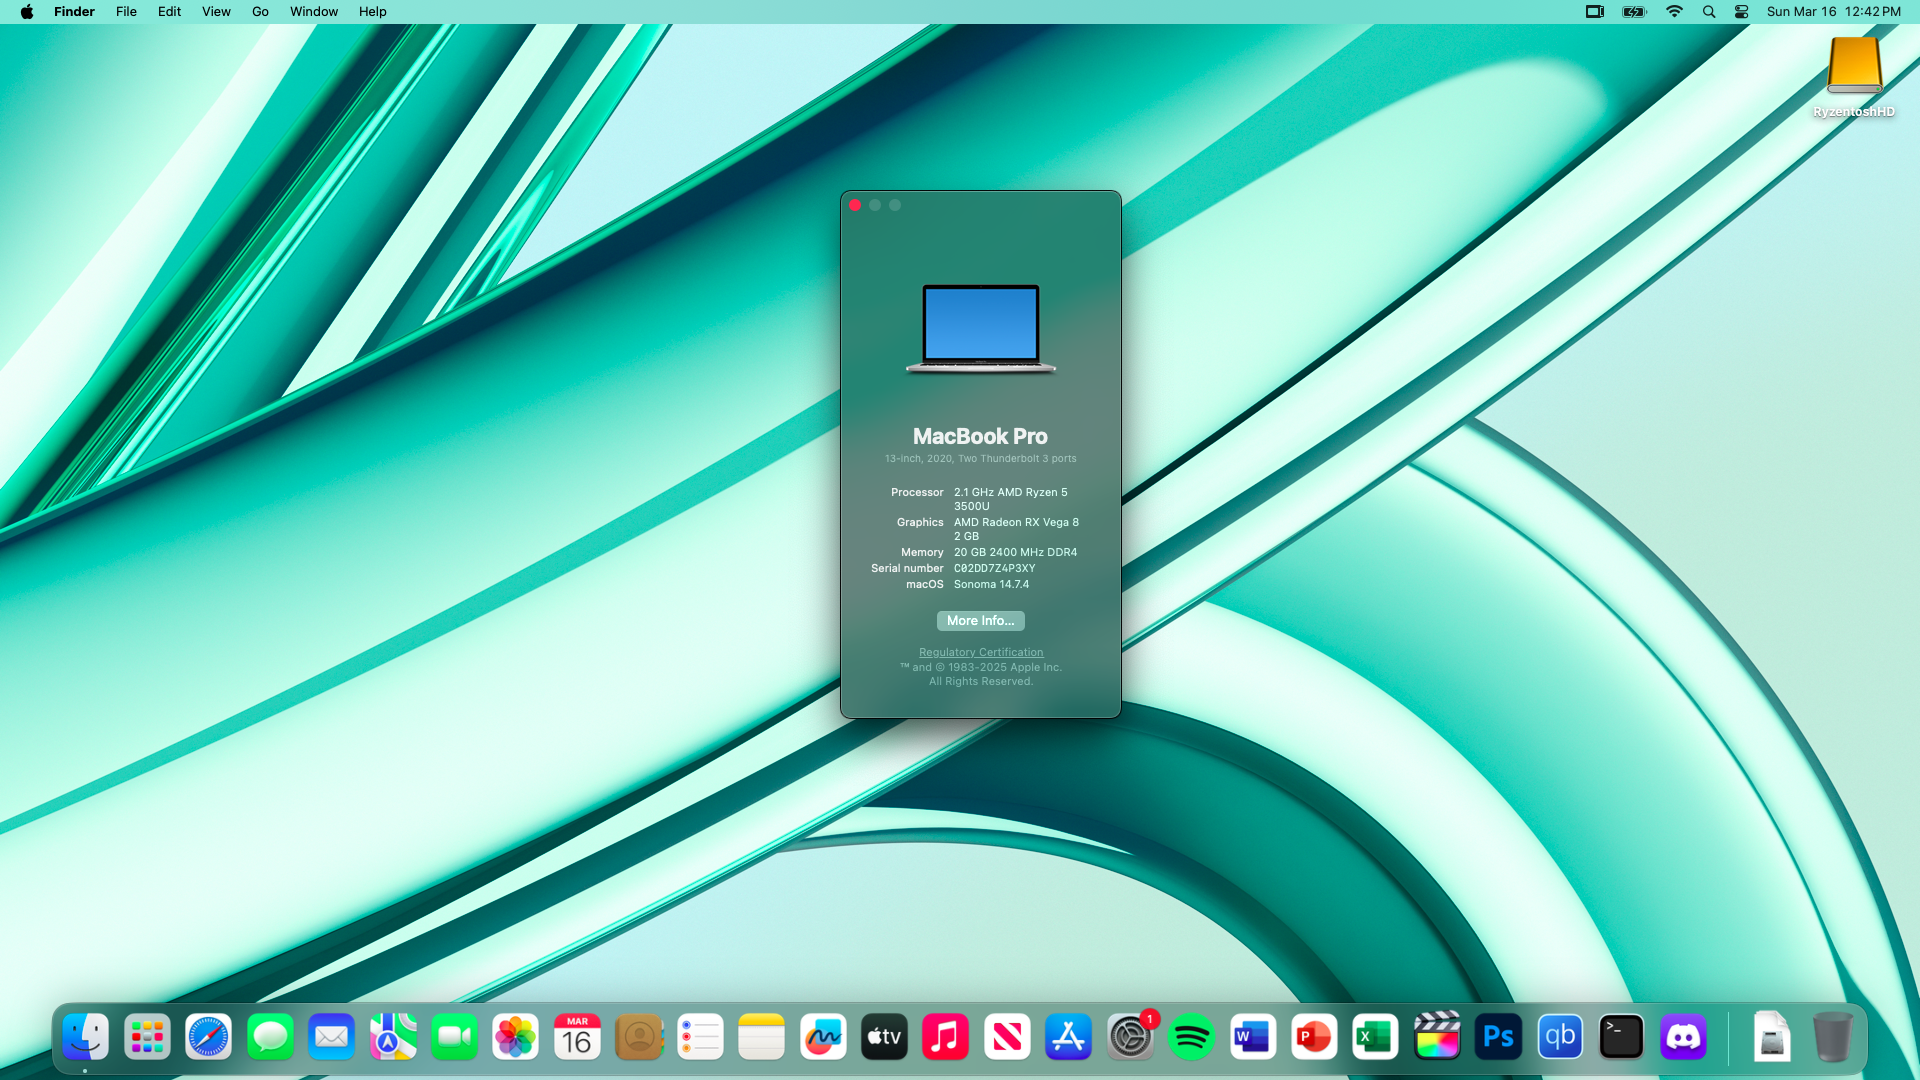 Finder File Edit View Go Window Help
Sun Mar 16 12:42 PM
RyzentoshHD
MacBook Pro
13-inch, 2020, Two Thunderbolt 3 ports
Processor 2.1 GHz AMD Ryzen 5
3500U
Graphics AMD Radeon RX Vega 8
2 GB
Memory 20 GB 2400 MHz DDR4
Serial number C02DD7Z4P3XY
macOS Sonoma 14.7.4
More Info...
Regulatory Certification
™ and © 1983-2025 Apple Inc.
All Rights Reserved.
MAR
16
tv
1
W
P
X
Ps
qb
>_